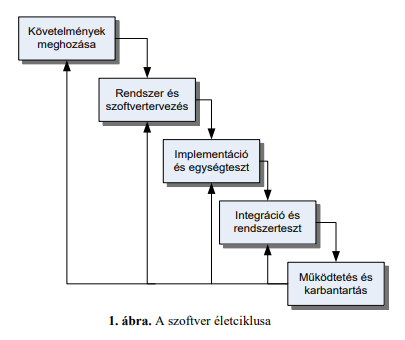 Követelmények
meghozása
Rendszer és
szoftvertervezés
Implementáció
és egységteszt
Integráció és
rendszerteszt
Működtetés és
karbantartás
1. ábra. A szoftver életciklusa